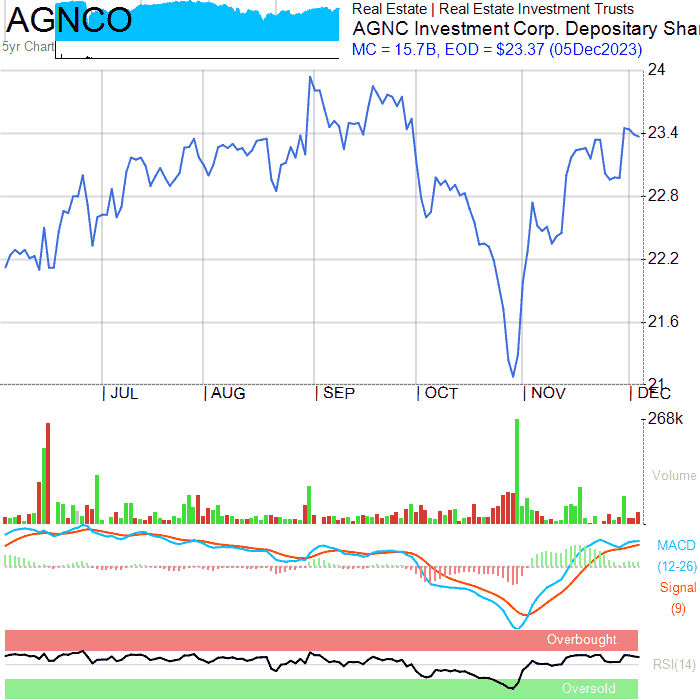 AGNCO
Real Estate | Real Estate Investment Trusts
5yr Chart
AGNC Investment Corp. Depositary Shar
MC = 15.7B, EOD = $23.37 (05Dec2023)
24
23.4
22.8
22.2
21.6
21
| JUL | AUG | SEP | OCT | NOV | DEC
268k
Volume
MACD
(12-26)
Signal
(9)
Overbought
RSI(14)
Oversold